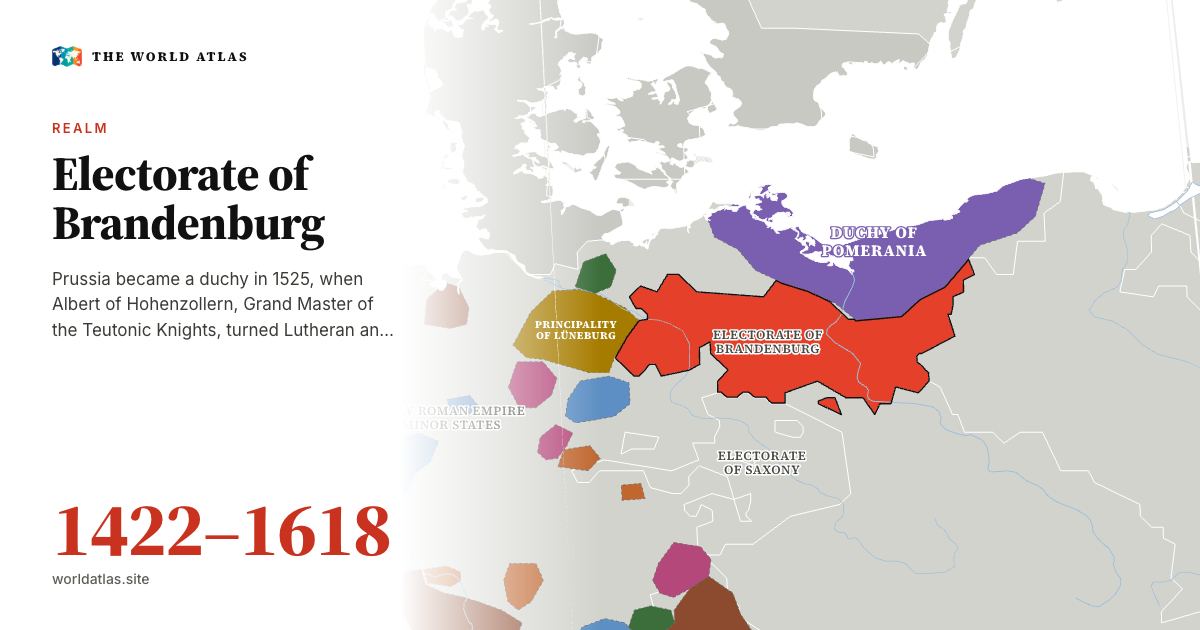 THE WORLD ATLAS
REALM
Electorate of
Brandenburg
Prussia became a duchy in 1525, when
Albert of Hohenzollern, Grand Master of
the Teutonic Knights, turned Lutheran an…
1422–1618
worldatlas.site
DUCHY OF
POMERANIA
PRINCIPALITY
OF LÜNEBURG
ELECTORATE OF
BRANDENBURG
Y ROMAN EMPIRE
MINOR STATES
ELECTORATE
OF SAXONY